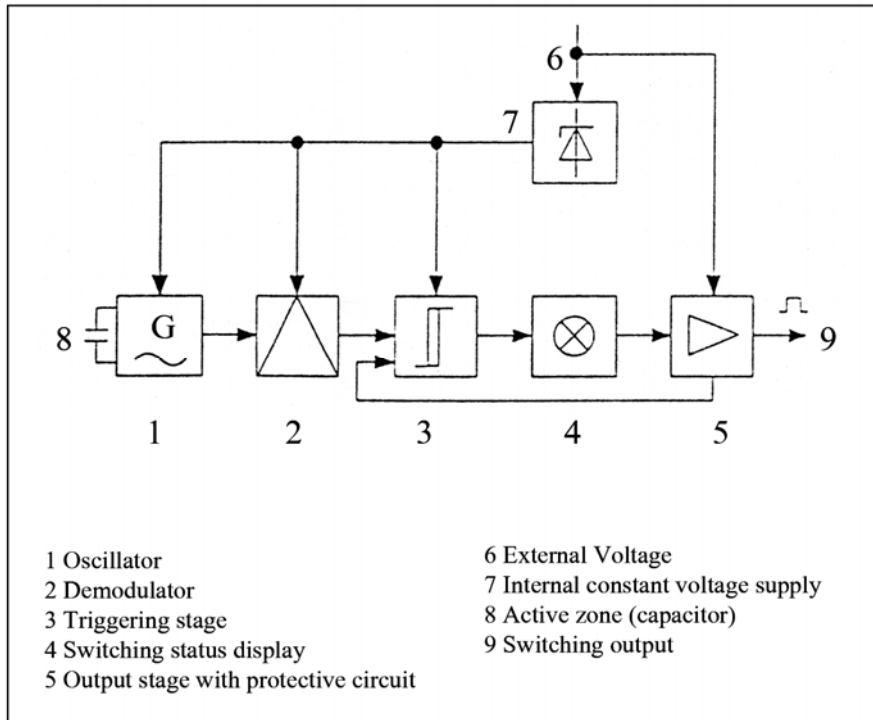 6
7
G
8
9
1 2 3 4 5
1 Oscillator
2 Demodulator
3 Triggering stage
4 Switching status display
5 Output stage with protective circuit
6 External Voltage
7 Internal constant voltage supply
8 Active zone (capacitor)
9 Switching output